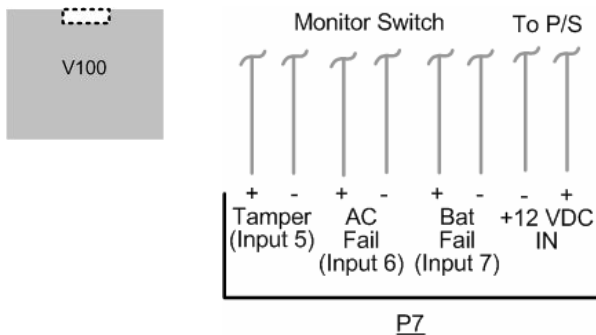 V100
Monitor Switch To P/S
+ - + - + - - +
Tamper AC Bat +12 VDC
(Input 5) Fail Fail IN
(Input 6) (Input 7)
P7